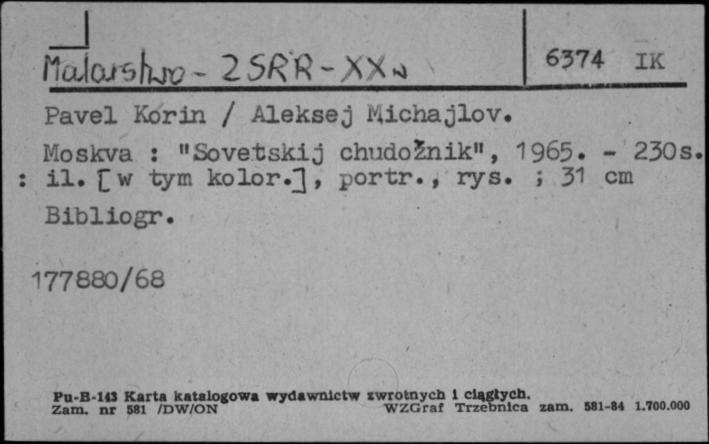 Malarstwo - ZSRR - XX w
6374 IK
Pavel Korin / Aleksej Michajlov.
Moskva : "Sovetskij chudožnik", 1965. - 230s.
: il. [w tym kolor.], portr., rys. ; 31 cm
Bibliogr.
177880/68
Pu-B-143 Karta katalogowa wydawnictw zwrotnych i ciągłych.
Zam. nr 581 /DW/ON WZGraf Trzebnica zam. 581-84 1.700.000